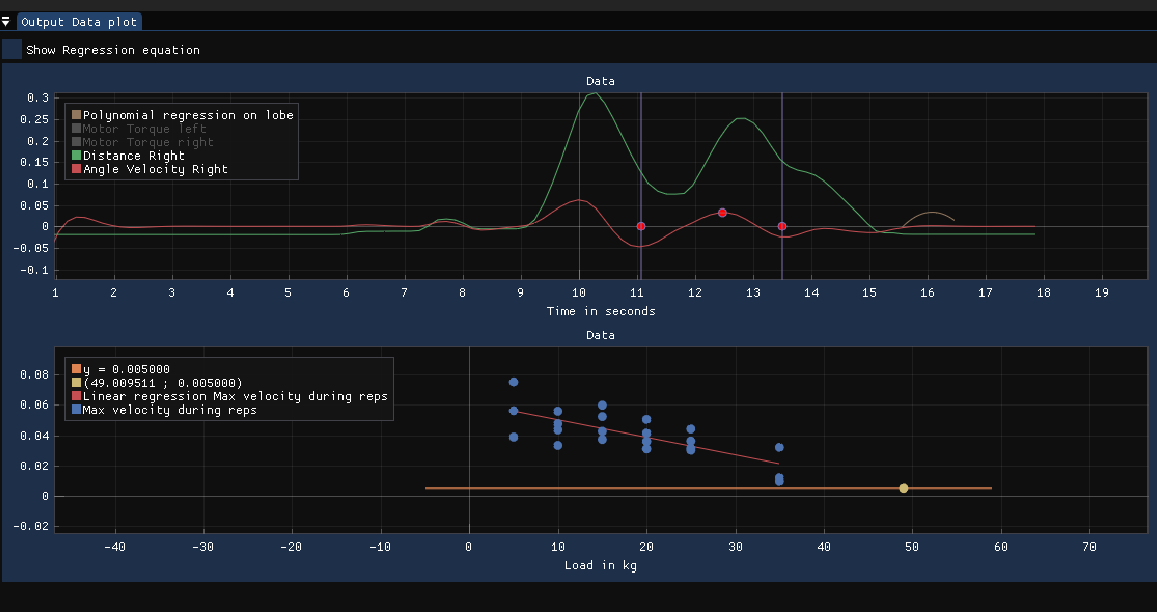 Output Data plot
Show Regression equation
Data
0.3
0.25
0.2
0.15
0.1
0.05
0
-0.05
-0.1
Polynomial regression on lobe
Motor Torque left
Motor Torque right
Distance Right
Angle Velocity Right
1 2 3 4 5 6 7 8 9 10 11 12 13 14 15 16 17 18 19
Time in seconds
Data
0.08
0.06
0.04
0.02
0
-0.02
y = 0.005000
(49.009511 ; 0.005000)
Linear regression Max velocity during reps
Max velocity during reps
-40 -30 -20 -10 0 10 20 30 40 50 60 70
Load in kg